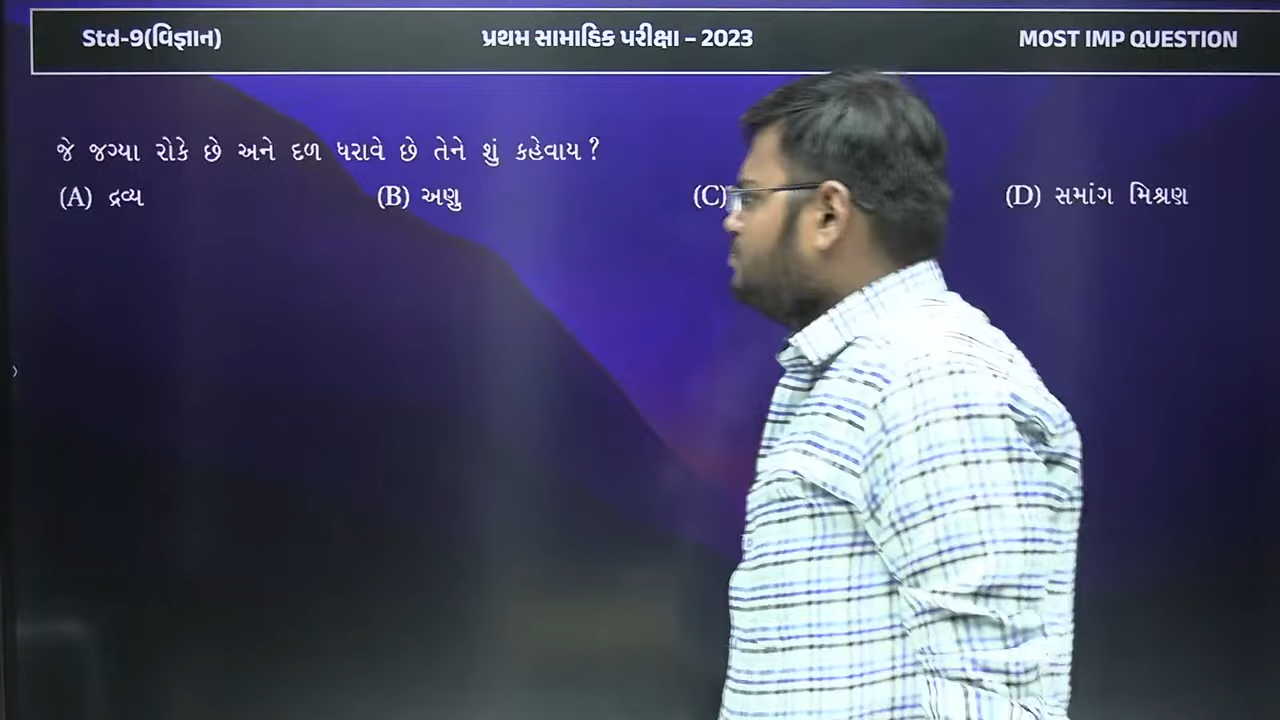 Std-9(વિજ્ઞાન) પ્રથમ સામાહિક પરીક્ષા – 2023 MOST IMP QUESTION
જે જગ્યા રોકે છે અને દળ ધરાવે છે તેને શું કહેવાય ?
(A) દ્રવ્ય (B) અણુ (C) (D) સમાંગ મિશ્રણ